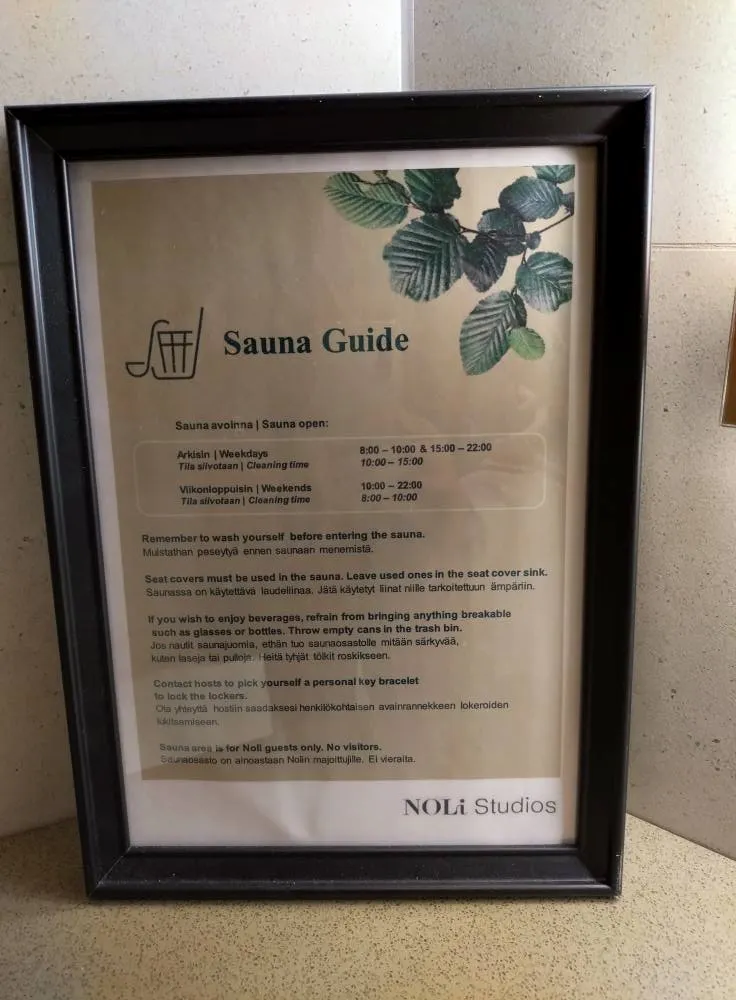 Sauna Guide
Sauna avoinna | Sauna open:
Arkisin | Weekdays 8:00 – 10:00 & 15:00 – 22:00
Tila siivotaan | Cleaning time 10:00 – 15:00
Viikonloppuisin | Weekends 10:00 – 22:00
Tila siivotaan | Cleaning time 8:00 – 10:00
Remember to wash yourself before entering the sauna.
Muistathan peseytyä ennen saunaan menemistä.
Seat covers must be used in the sauna. Leave used ones in the seat cover sink.
Saunassa on käytettävä laudeliinaa. Jätä käytetyt liinat niille tarkoitettuun ämpäriin.
If you wish to enjoy beverages, refrain from bringing anything breakable
such as glasses or bottles. Throw empty cans in the trash bin.
Jos nautit saunajuomia, ethän tuo saunaosastolle mitään särkyvää,
kuten laseja tai pulloja. Heitä tyhjät tölkit roskikseen.
Contact hosts to pick yourself a personal key bracelet
to lock the lockers.
Ota yhteyttä hostiin saadaksesi henkilökohtaisen avainrannekkeen lokeroiden
lukitsemiseen.
Sauna area is for Noli guests only. No visitors.
Saunaosasto on ainoastaan Nolin majoittujille. Ei vieraita.
NOLi Studios